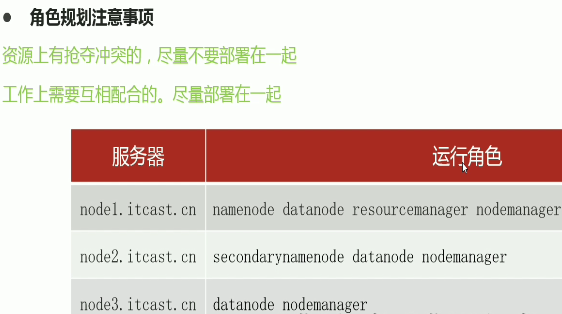 ● 角色规划注意事项
资源上有抢夺冲突的，尽量不要部署在一起
工作上需要互相配合的。尽量部署在一起
服务器 运行角色
node1.itcast.cn namenode datanode resourcemanager nodemanager
node2.itcast.cn secondarynamenode datanode nodemanager
node3.itcast.cn datanode nodemanager